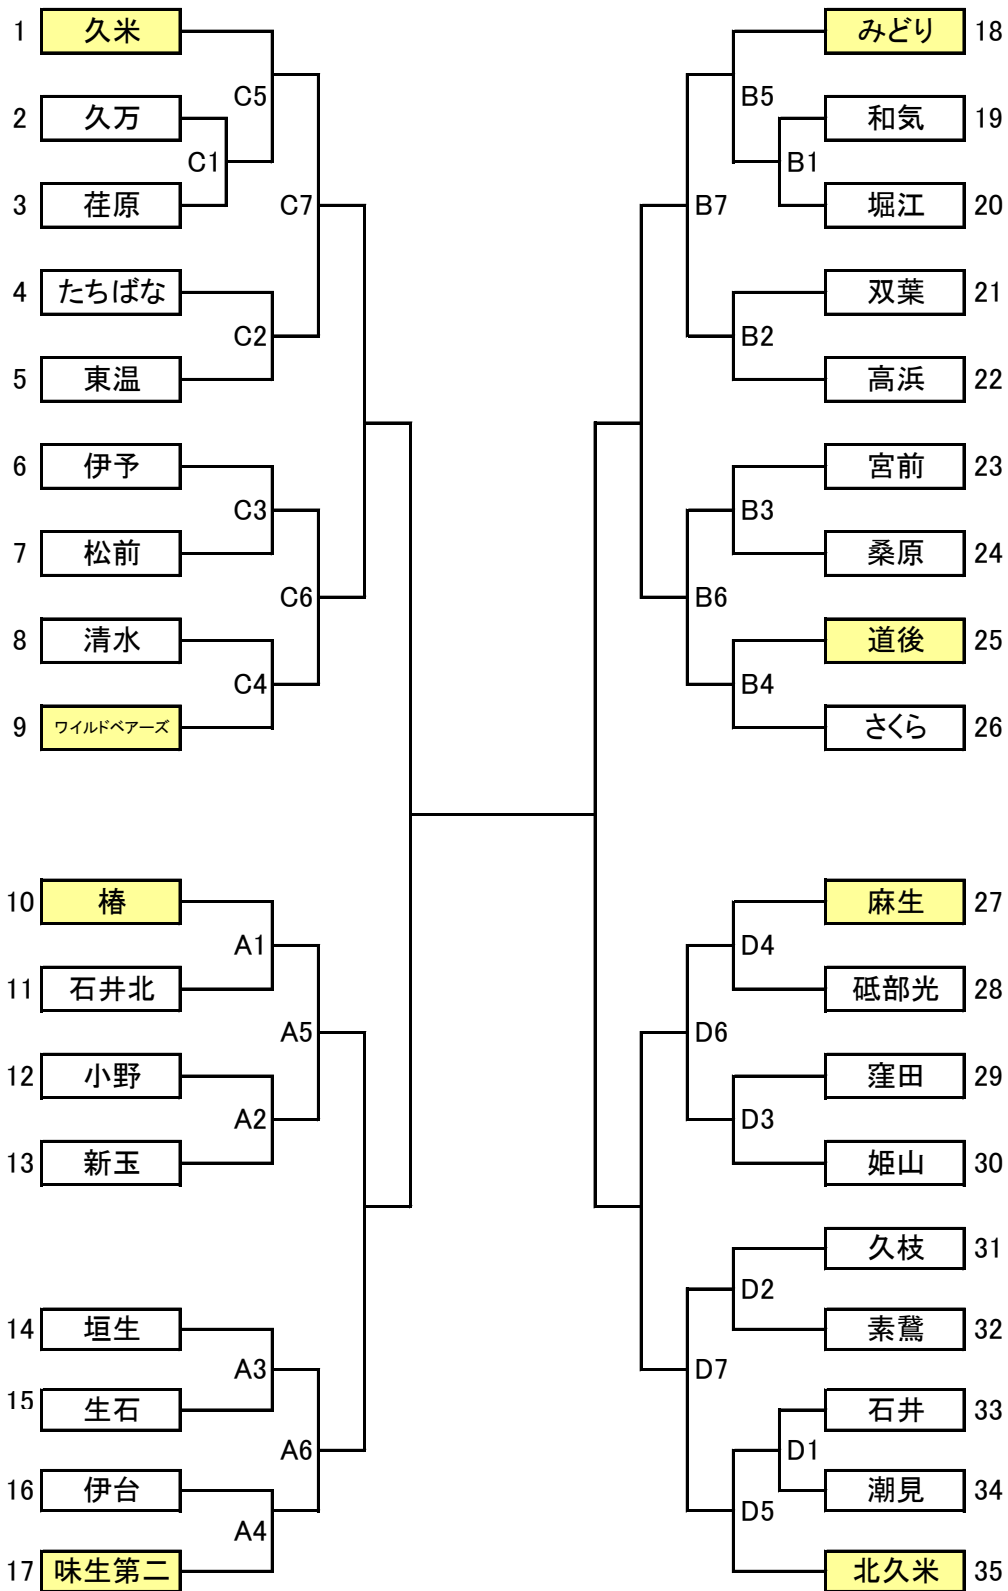 1 久米
C5
2 久万
C1
3 荏原
C7
4 たちばな
C2
5 東温
6 伊予
C3
7 松前
C6
8 清水
C4
9 ワイルドベアーズ
10 椿
A1
11 石井北
A5
12 小野
A2
13 新玉
14 垣生
A3
15 生石
A6
16 伊台
A4
17 味生第二
みどり 18
B5
和気 19
B1
堀江 20
B7
双葉 21
B2
高浜 22
宮前 23
B3
桑原 24
B6
道後 25
B4
さくら 26
麻生 27
D4
砥部光 28
D6
窪田 29
D3
姫山 30
久枝 31
D2
素鵞 32
D7
石井 33
D1
潮見 34
D5
北久米 35